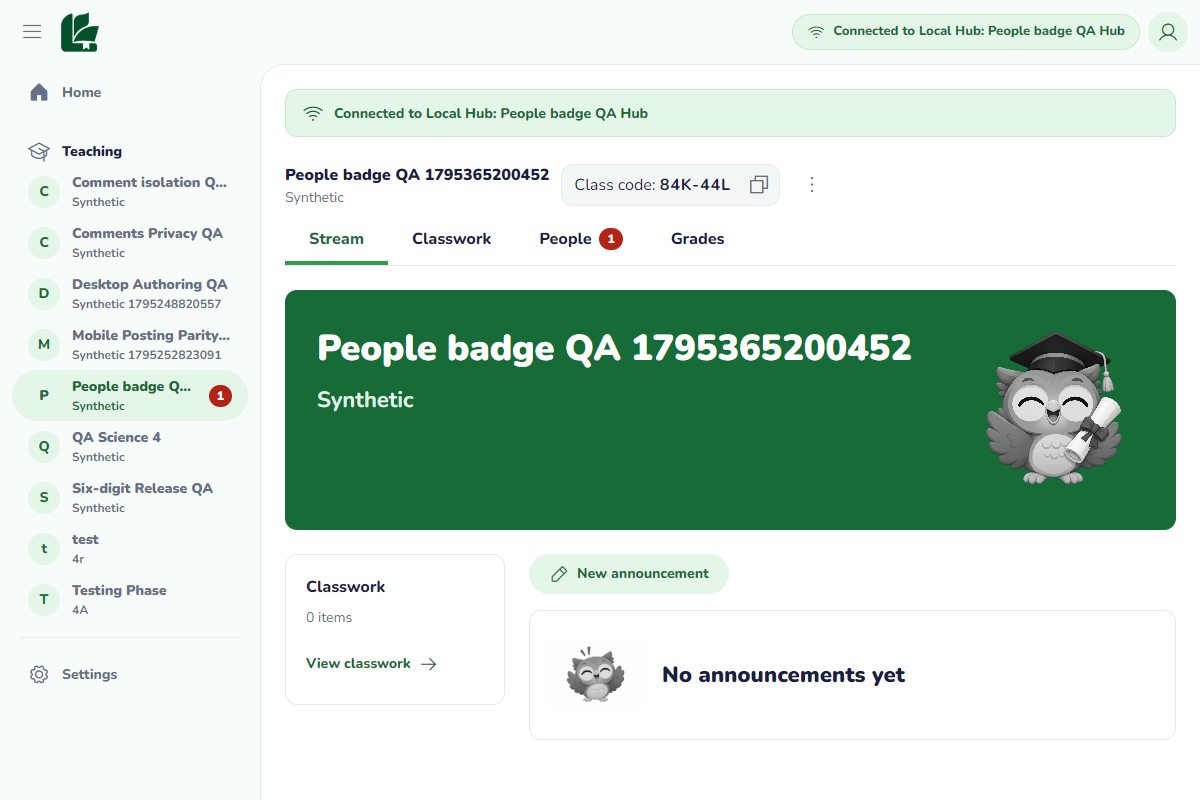 Connected to Local Hub: People badge QA Hub
Home
Teaching
C
Comment isolation Q...
Synthetic
C
Comments Privacy QA
Synthetic
D
Desktop Authoring QA
Synthetic 1795248820557
M
Mobile Posting Parity...
Synthetic 1795252823091
P
People badge Q...
Synthetic
1
Q
QA Science 4
Synthetic
S
Six-digit Release QA
Synthetic
t
test
4r
T
Testing Phase
4A
Settings
Connected to Local Hub: People badge QA Hub
People badge QA 1795365200452
Synthetic
Class code: 84K-44L
Stream
Classwork
People 1
Grades
People badge QA 1795365200452
Synthetic
Classwork
0 items
View classwork
New announcement
No announcements yet